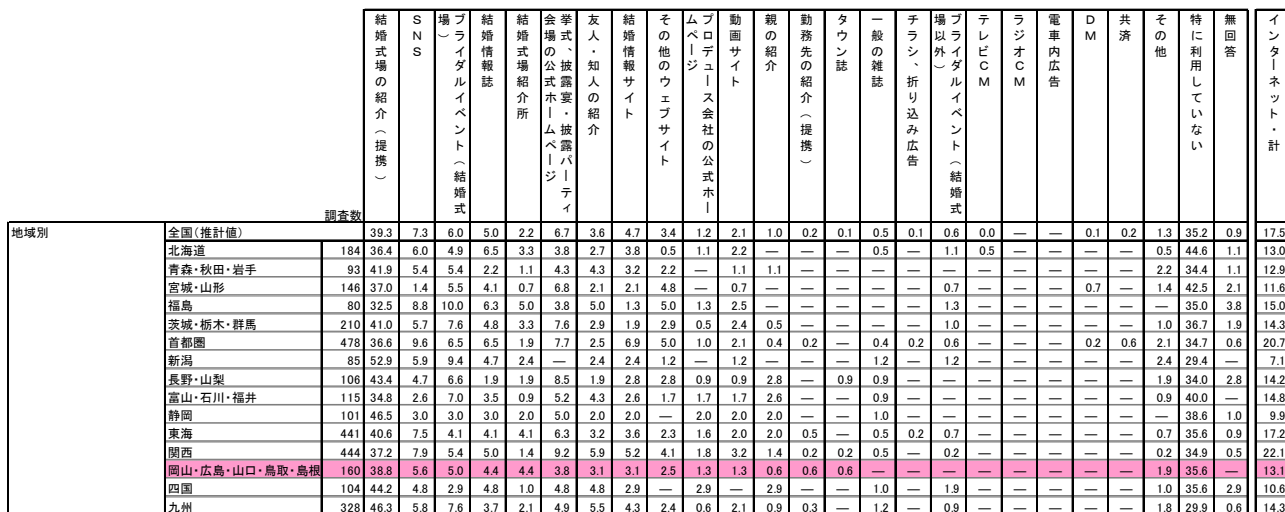 結婚式場の紹介（提携）
SNS
ブライダルイベント（結婚式場）
結婚情報誌
結婚式場紹介所
挙式、披露宴・披露パーティ会場の公式ホームページ
友人・知人の紹介
結婚情報サイト
その他のウェブサイト
プロデュース会社の公式ホームページ
動画サイト
親の紹介
勤務先の紹介（提携）
タウン誌
一般の雑誌
チラシ、折り込み広告
ブライダルイベント（結婚式場以外）
テレビCM
ラジオCM
電車内広告
DM
共済
その他
特に利用していない
無回答
インターネット・計
調査数
地域別 全国(推計値) 39.3 7.3 6.0 5.0 2.2 6.7 3.6 4.7 3.4 1.2 2.1 1.0 0.2 0.1 0.5 0.1 0.6 0.0 — — 0.1 0.2 1.3 35.2 0.9 17.5
北海道 184 36.4 6.0 4.9 6.5 3.3 3.8 2.7 3.8 0.5 1.1 2.2 — — — 0.5 — 1.1 0.5 — — — — 0.5 44.6 1.1 13.0
青森・秋田・岩手 93 41.9 5.4 5.4 2.2 1.1 4.3 4.3 3.2 2.2 — 1.1 1.1 — — — — — — — — — — 2.2 34.4 1.1 12.9
宮城・山形 146 37.0 1.4 5.5 4.1 0.7 6.8 2.1 2.1 4.8 — 0.7 — — — — — 0.7 — — — 0.7 — 1.4 42.5 2.1 11.6
福島 80 32.5 8.8 10.0 6.3 5.0 3.8 5.0 1.3 5.0 1.3 2.5 — — — — — 1.3 — — — — — — 35.0 3.8 15.0
茨城・栃木・群馬 210 41.0 5.7 7.6 4.8 3.3 7.6 2.9 1.9 2.9 0.5 2.4 0.5 — — — — 1.0 — — — — — 1.0 36.7 1.9 14.3
首都圏 478 36.6 9.6 6.5 6.5 1.9 7.7 2.5 6.9 5.0 1.0 2.1 0.4 0.2 — 0.4 0.2 0.6 — — — 0.2 0.6 2.1 34.7 0.6 20.7
新潟 85 52.9 5.9 9.4 4.7 2.4 — 2.4 2.4 1.2 — 1.2 — — — 1.2 — 1.2 — — — — — 2.4 29.4 — 7.1
長野・山梨 106 43.4 4.7 6.6 1.9 1.9 8.5 1.9 2.8 2.8 0.9 0.9 2.8 — 0.9 0.9 — — — — — — — 1.9 34.0 2.8 14.2
富山・石川・福井 115 34.8 2.6 7.0 3.5 0.9 5.2 4.3 2.6 1.7 1.7 1.7 2.6 — — 0.9 — — — — — — — 0.9 40.0 — 14.8
静岡 101 46.5 3.0 3.0 3.0 2.0 5.0 2.0 2.0 — 2.0 2.0 2.0 — — 1.0 — — — — — — — — 38.6 1.0 9.9
東海 441 40.6 7.5 4.1 4.1 4.1 6.3 3.2 3.6 2.3 1.6 2.0 2.0 0.5 — 0.5 0.2 0.7 — — — — — 0.7 35.6 0.9 17.2
関西 444 37.2 7.9 5.4 5.0 1.4 9.2 5.9 5.2 4.1 1.8 3.2 1.4 0.2 0.2 0.5 — 0.2 — — — — — 0.2 34.9 0.5 22.1
岡山・広島・山口・鳥取・島根 160 38.8 5.6 5.0 4.4 4.4 3.8 3.1 3.1 2.5 1.3 1.3 0.6 0.6 0.6 — — — — — — — — 1.9 35.6 — 13.1
四国 104 44.2 4.8 2.9 4.8 1.0 4.8 4.8 2.9 — 2.9 — 2.9 — — 1.0 — 1.9 — — — — — 1.0 35.6 2.9 10.6
九州 328 46.3 5.8 7.6 3.7 2.1 4.9 5.5 4.3 2.4 0.6 2.1 0.9 0.3 — 1.2 — 0.9 — — — — — 1.8 29.9 0.6 14.3